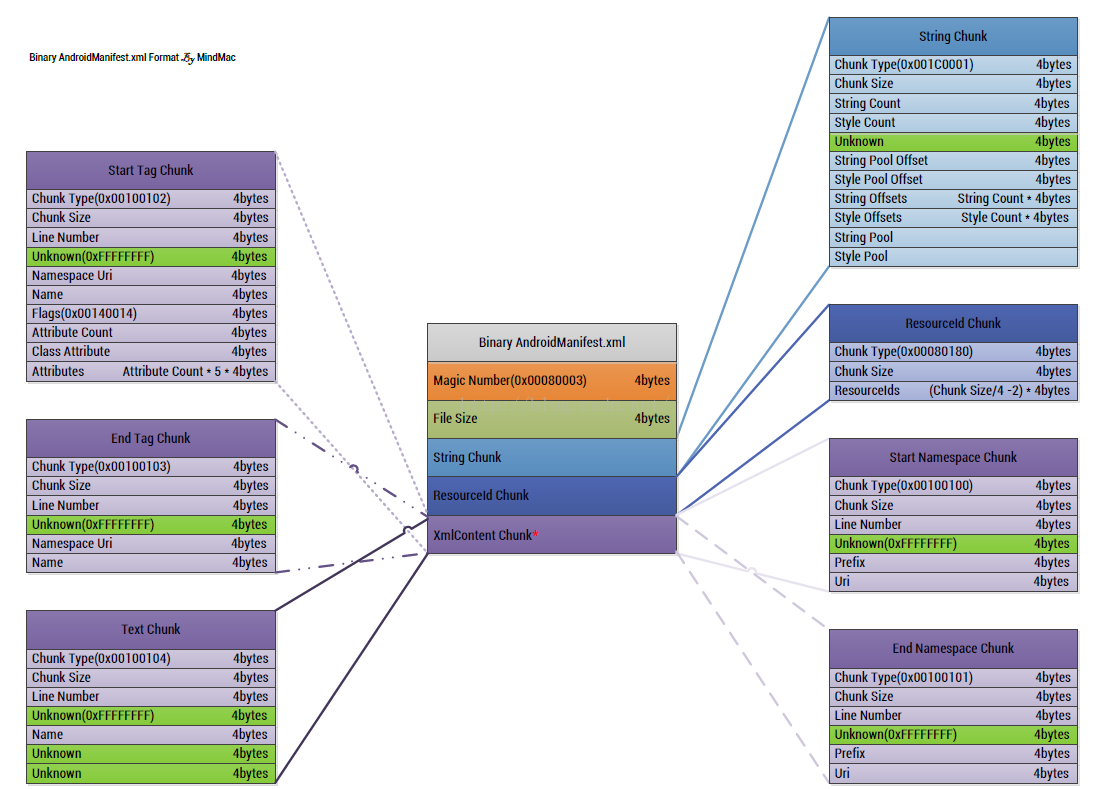 Binary AndroidManifest.xml Format By MindMac
Start Tag Chunk
Chunk Type(0x00100102) 4bytes
Chunk Size 4bytes
Line Number 4bytes
Unknown(0xFFFFFFFF) 4bytes
Namespace Uri 4bytes
Name 4bytes
Flags(0x00140014) 4bytes
Attribute Count 4bytes
Class Attribute 4bytes
Attributes Attribute Count * 5 * 4bytes
End Tag Chunk
Chunk Type(0x00100103) 4bytes
Chunk Size 4bytes
Line Number 4bytes
Unknown(0xFFFFFFFF) 4bytes
Namespace Uri 4bytes
Name 4bytes
Text Chunk
Chunk Type(0x00100104) 4bytes
Chunk Size 4bytes
Line Number 4bytes
Unknown(0xFFFFFFFF) 4bytes
Name 4bytes
Unknown 4bytes
Unknown 4bytes
Binary AndroidManifest.xml
Magic Number(0x00080003) 4bytes
File Size 4bytes
String Chunk
ResourceId Chunk
XmlContent Chunk*
String Chunk
Chunk Type(0x001C0001) 4bytes
Chunk Size 4bytes
String Count 4bytes
Style Count 4bytes
Unknown 4bytes
String Pool Offset 4bytes
Style Pool Offset 4bytes
String Offsets String Count * 4bytes
Style Offsets Style Count * 4bytes
String Pool
Style Pool
ResourceId Chunk
Chunk Type(0x00080180) 4bytes
Chunk Size 4bytes
ResourceIds (Chunk Size/4 -2) * 4bytes
Start Namespace Chunk
Chunk Type(0x00100100) 4bytes
Chunk Size 4bytes
Line Number 4bytes
Unknown(0xFFFFFFFF) 4bytes
Prefix 4bytes
Uri 4bytes
End Namespace Chunk
Chunk Type(0x00100101) 4bytes
Chunk Size 4bytes
Line Number 4bytes
Unknown(0xFFFFFFFF) 4bytes
Prefix 4bytes
Uri 4bytes